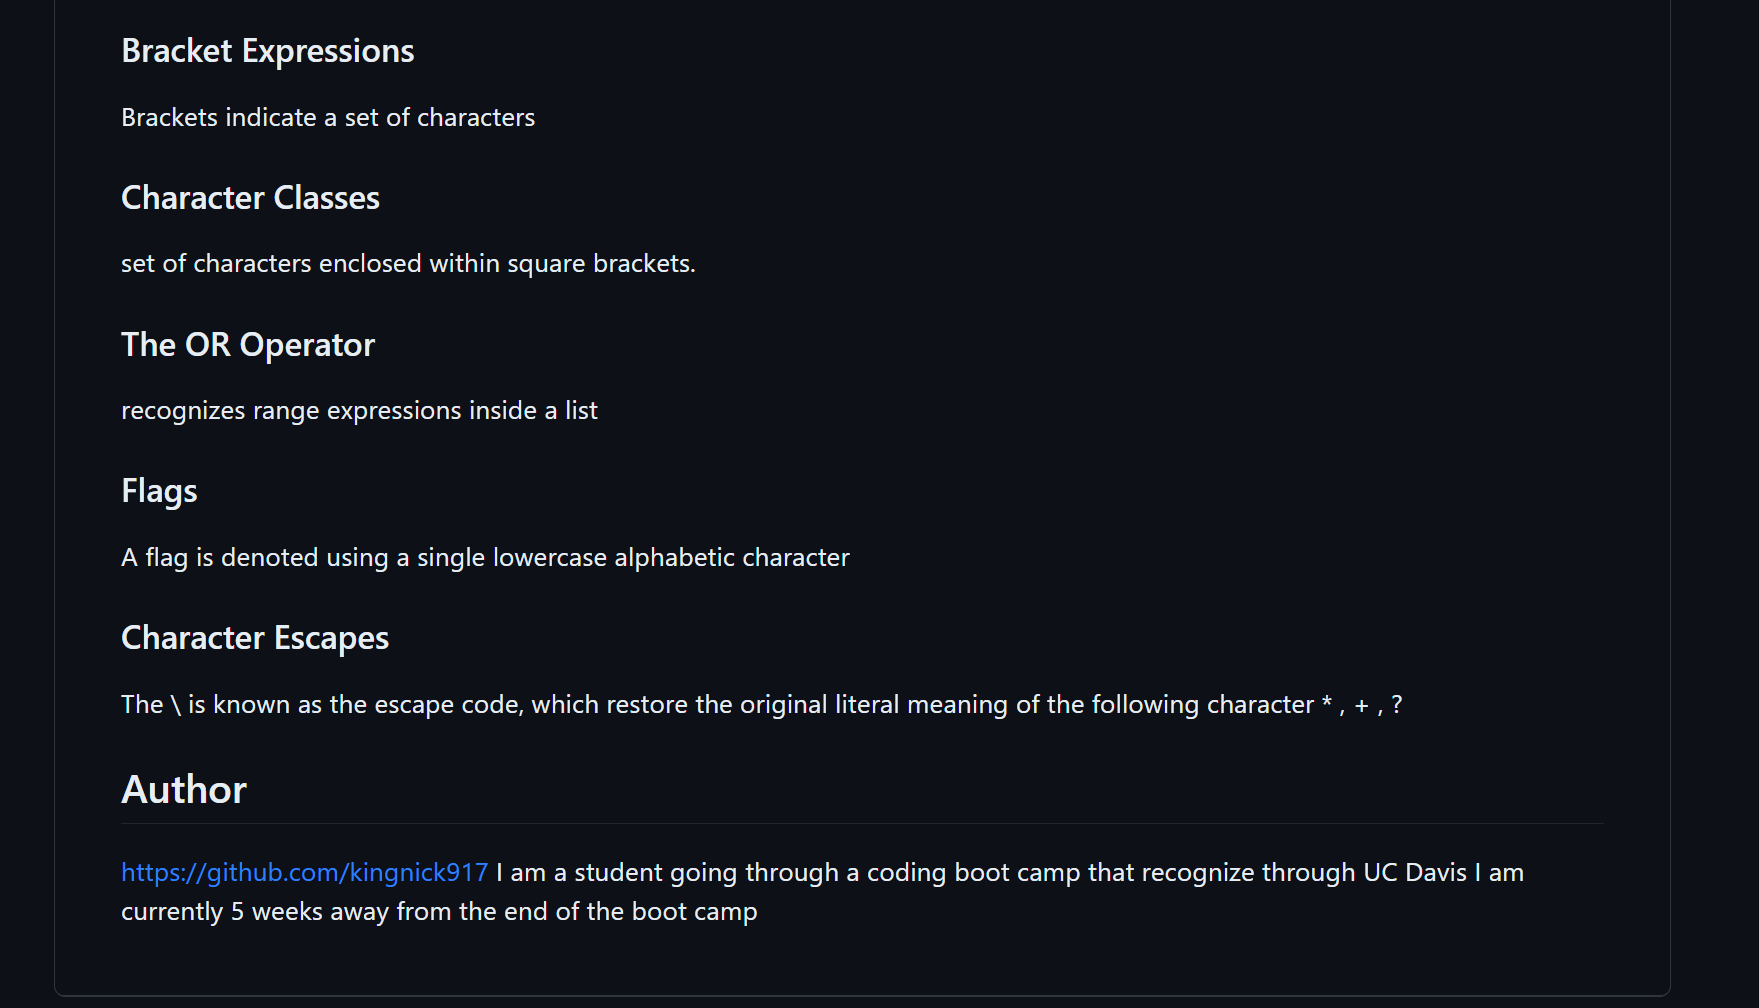 Bracket Expressions
Brackets indicate a set of characters
Character Classes
set of characters enclosed within square brackets.
The OR Operator
recognizes range expressions inside a list
Flags
A flag is denoted using a single lowercase alphabetic character
Character Escapes
The \ is known as the escape code, which restore the original literal meaning of the following character * , + , ?
Author
https://github.com/kingnick917 I am a student going through a coding boot camp that recognize through UC Davis I am
currently 5 weeks away from the end of the boot camp